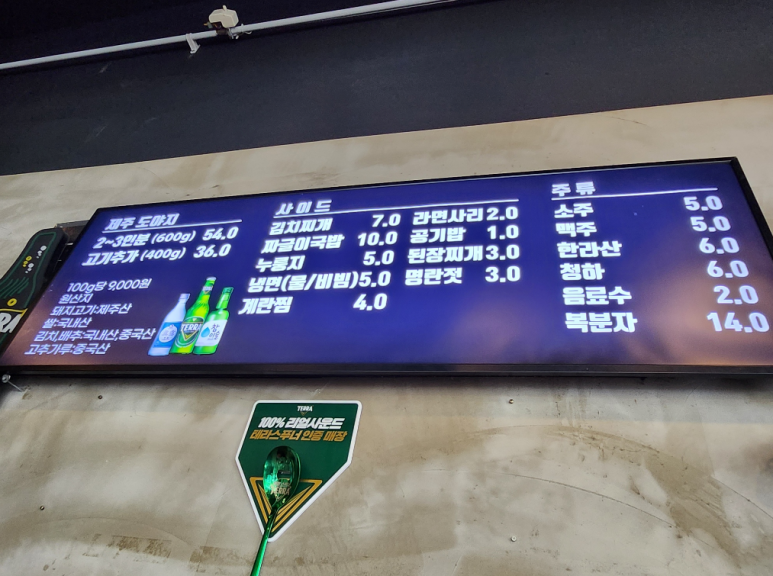 제주 도야지
2~3인분 (600g) 54.0
고기추가 (400g) 36.0
100g당 9,000원
원산지
돼지고기:제주산
쌀:국내산
김치,배추:국내산,중국산
고추가루:중국산
TERRA
사 이 드
김치찌개 7.0
짜글이국밥 10.0
누룽지 5.0
냉면(물/비빔) 5.0
계란찜 4.0
라면사리 2.0
공기밥 1.0
된장찌개 3.0
명란젓 3.0
주 류
소주 5.0
맥주 5.0
한라산 6.0
청하 6.0
음료수 2.0
복분자 14.0
TERRA
100% 리얼사운드
테라스푸너 인증 매장
TERRA